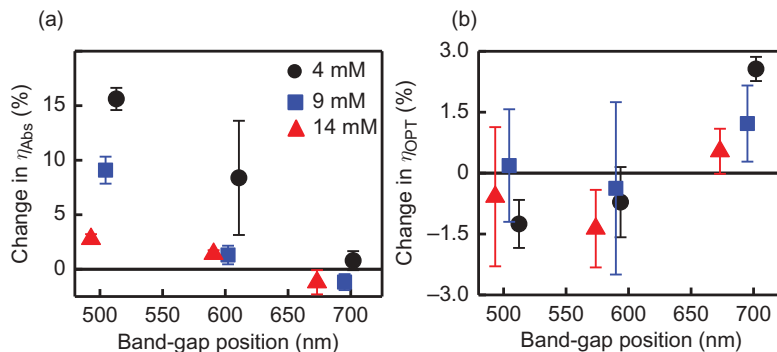 (a)
Change in ηAbs (%)
15
10
5
0
4 mM
9 mM
14 mM
500 550 600 650 700
Band-gap position (nm)
(b)
Change in ηOPT (%)
3.0
1.5
0
–1.5
–3.0
500 550 600 650 700
Band-gap position (nm)